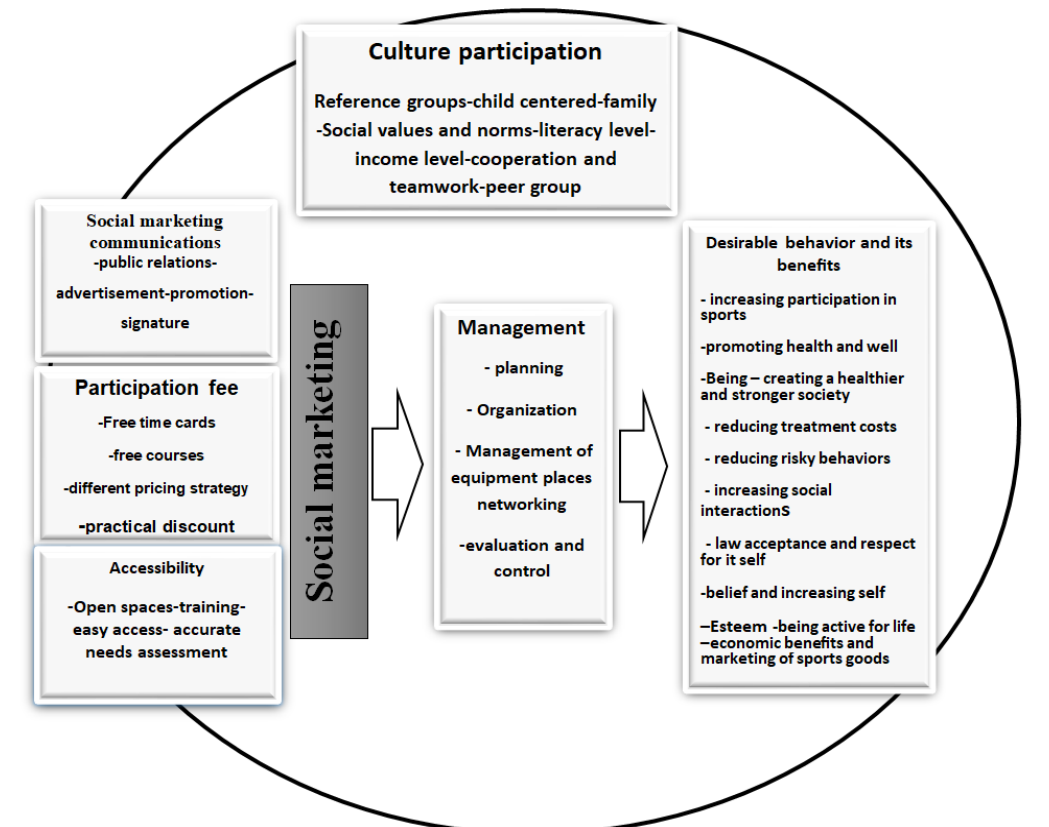 Culture participation
Reference groups-child centered-family
-Social values and norms-literacy level-
income level-cooperation and
teamwork-peer group
Social marketing
communications
-public relations-
advertisement-promotion-
signature
Participation fee
-Free time cards
-free courses
-different pricing strategy
-practical discount
Accessibility
-Open spaces-training-
easy access- accurate
needs assessment
Social marketing
Management
- planning
- Organization
- Management of
equipment places
networking
-evaluation and
control
Desirable behavior and its
benefits
- increasing participation in
sports
-promoting health and well
-Being – creating a healthier
and stronger society
- reducing treatment costs
- reducing risky behaviors
- increasing social
interactions
- law acceptance and respect
for it self
-belief and increasing self
–Esteem -being active for life
–economic benefits and
marketing of sports goods